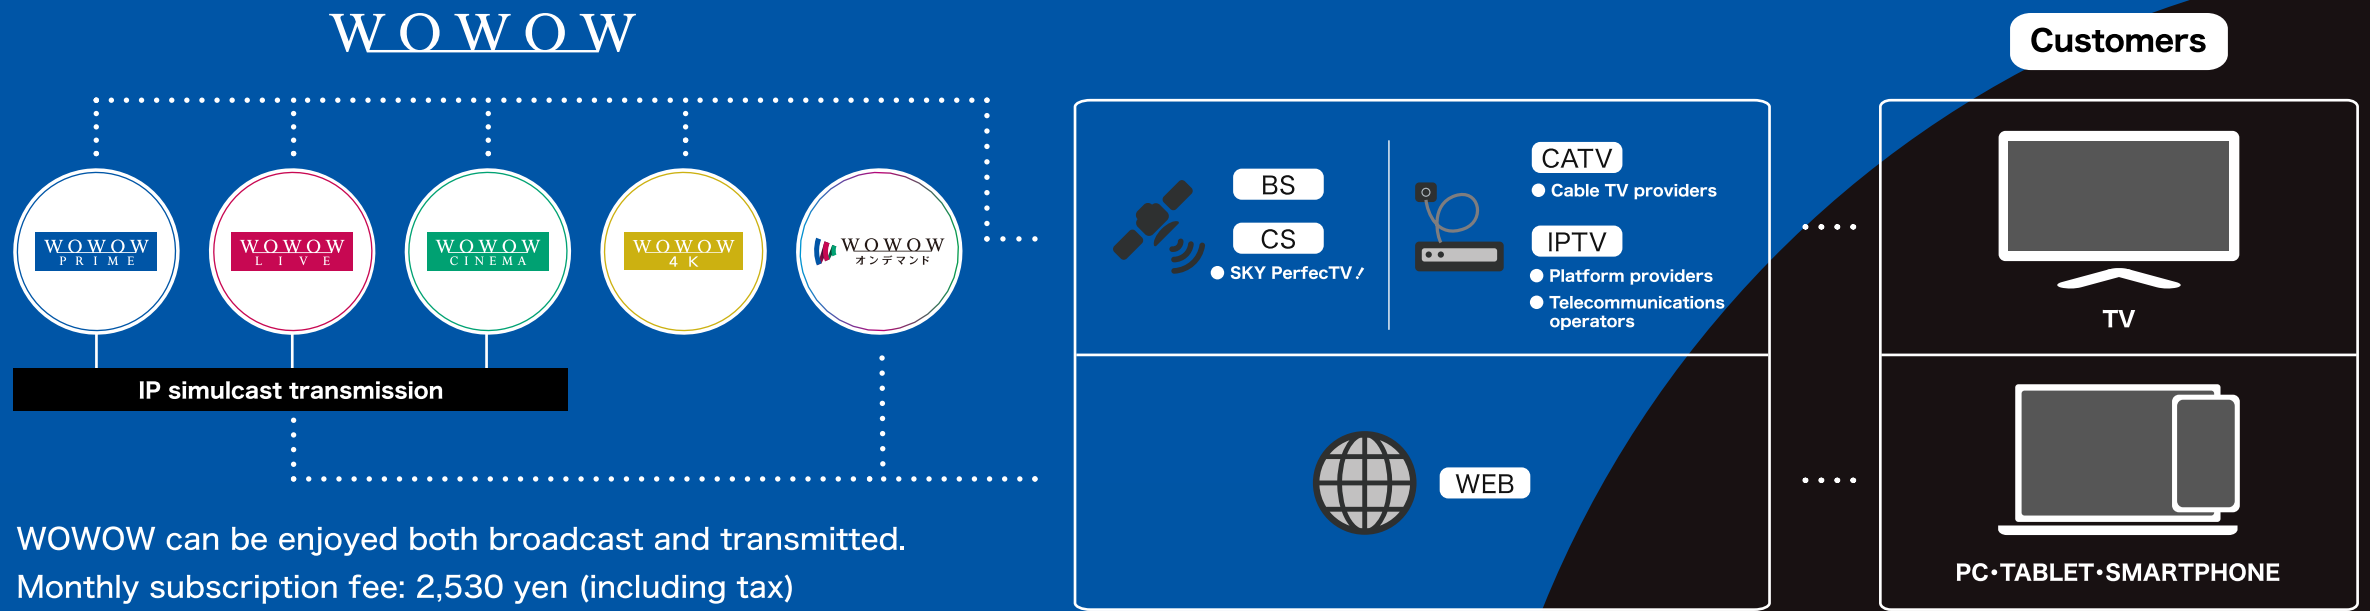 WOWOW
Customers
WOWOW
PRIME
WOWOW
LIVE
WOWOW
CINEMA
WOWOW
4K
WOWOW
オンデマンド
IP simulcast transmission
BS
CS
● SKY PerfecTV!
CATV
● Cable TV providers
IPTV
● Platform providers
● Telecommunications
operators
TV
WEB
PC・TABLET・SMARTPHONE
WOWOW can be enjoyed both broadcast and transmitted.
Monthly subscription fee: 2,530 yen (including tax)